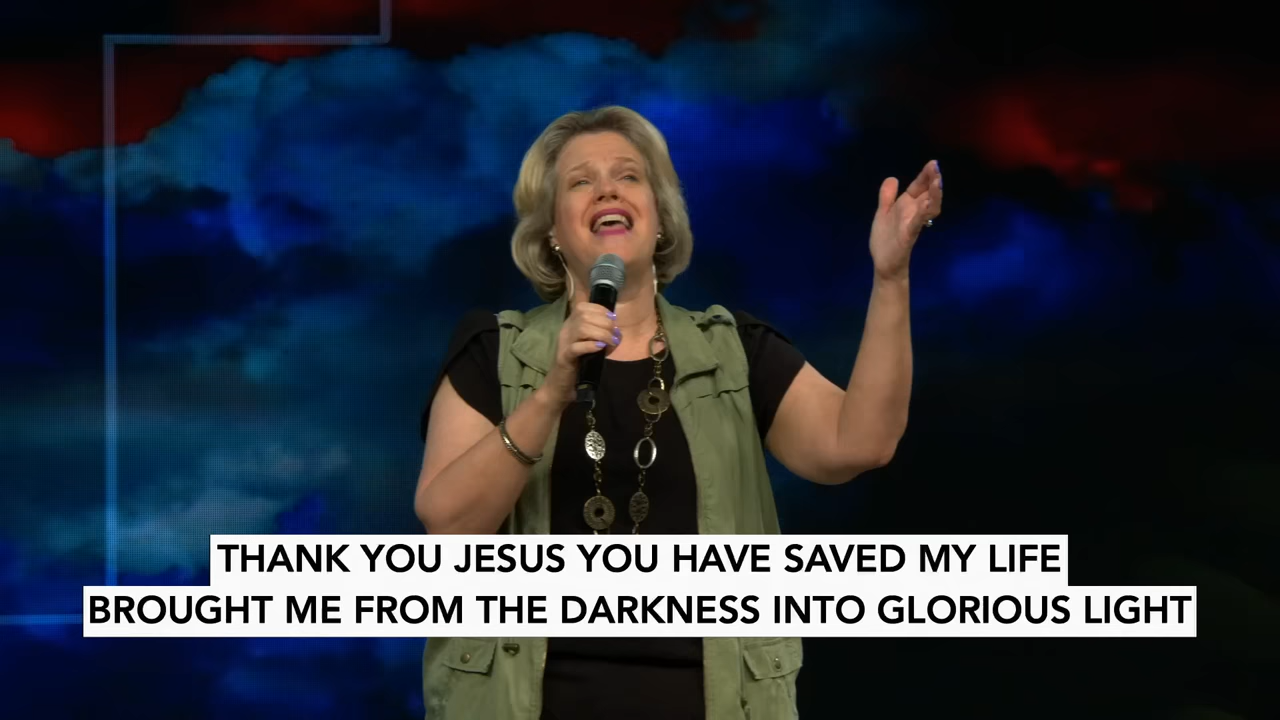 THANK YOU JESUS YOU HAVE SAVED MY LIFE
BROUGHT ME FROM THE DARKNESS INTO GLORIOUS LIGHT